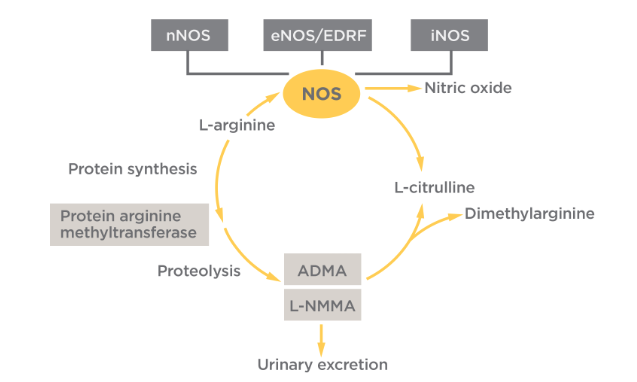 nNOS
eNOS/EDRF
iNOS
NOS
Nitric oxide
L-arginine
Protein synthesis
L-citrulline
Protein arginine
methyltransferase
Dimethylarginine
Proteolysis
ADMA
L-NMMA
Urinary excretion